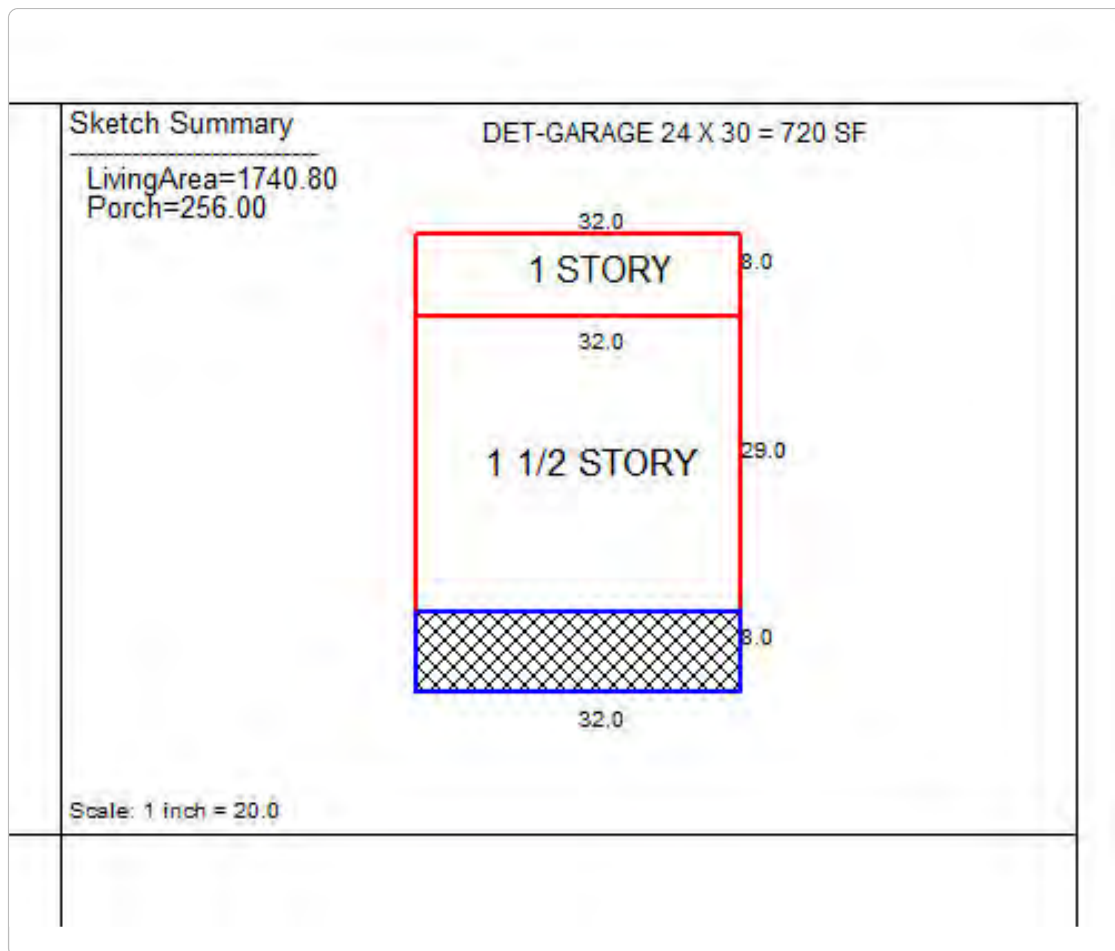 Sketch Summary
DET-GARAGE 24 X 30 = 720 SF
LivingArea=1740.80
Porch=256.00
32.0
1 STORY
8.0
32.0
1 1/2 STORY
29.0
8.0
32.0
Scale: 1 inch = 20.0